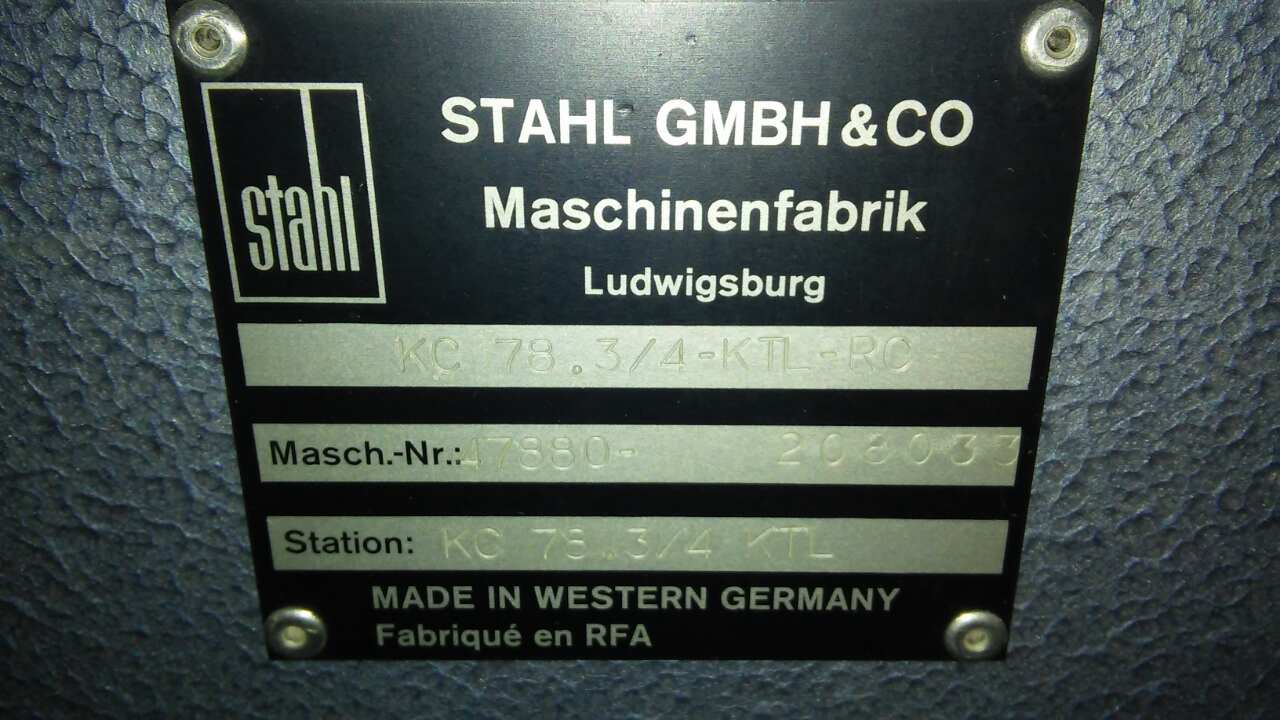 stahl
STAHL GMBH & CO
Maschinenfabrik
Ludwigsburg
KC 78.3/4-KTL-RC
Masch.-Nr.: 47880- 206033
Station: KC 78.3/4 KTL
MADE IN WESTERN GERMANY
Fabriqué en RFA